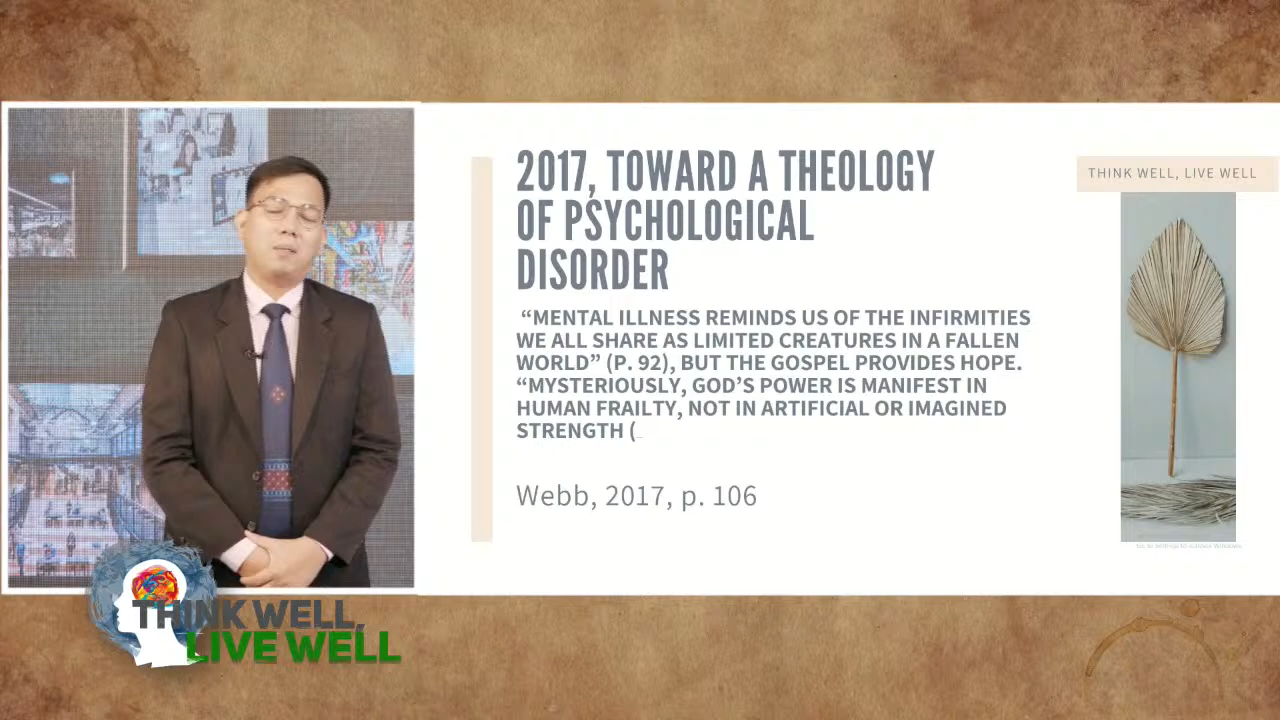 2017, TOWARD A THEOLOGY
OF PSYCHOLOGICAL
DISORDER
“MENTAL ILLNESS REMINDS US OF THE INFIRMITIES
WE ALL SHARE AS LIMITED CREATURES IN A FALLEN
WORLD” (P. 92), BUT THE GOSPEL PROVIDES HOPE.
“MYSTERIOUSLY, GOD’S POWER IS MANIFEST IN
HUMAN FRAILTY, NOT IN ARTIFICIAL OR IMAGINED
STRENGTH (
Webb, 2017, p. 106
THINK WELL, LIVE WELL
THINK WELL,
LIVE WELL